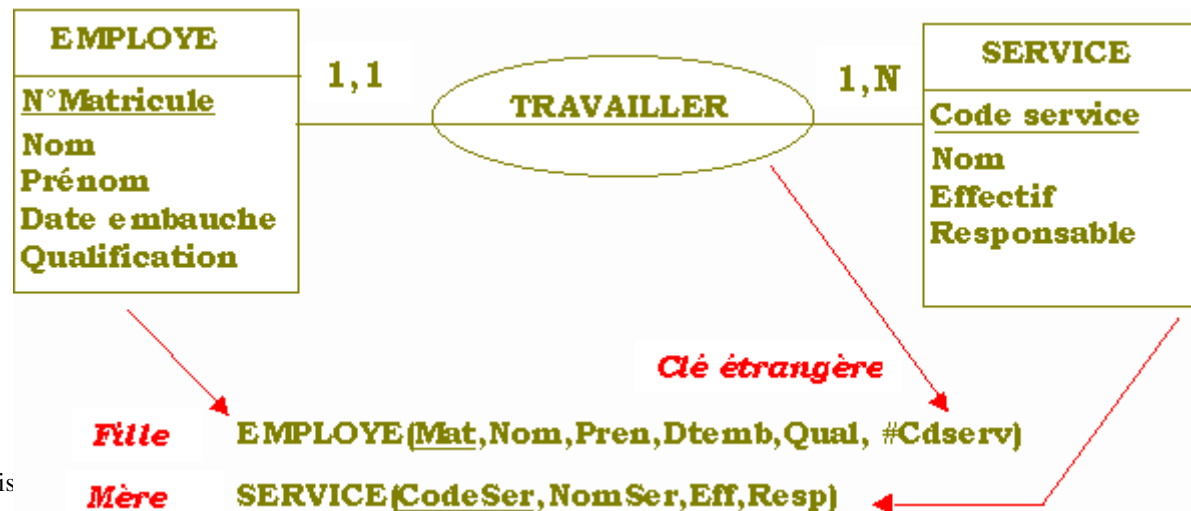 EMPLOYE
N°Matricule
Nom
Prénom
Date embauche
Qualification
1,1
TRAVAILLER
1,N
SERVICE
Code service
Nom
Effectif
Responsable
Clé étrangère
Fille EMPLOYE(Mat,Nom,Pren,Dtemb,Qual, #Cdserv)
is
Mère SERVICE(CodeSer,NomSer,Eff,Resp)